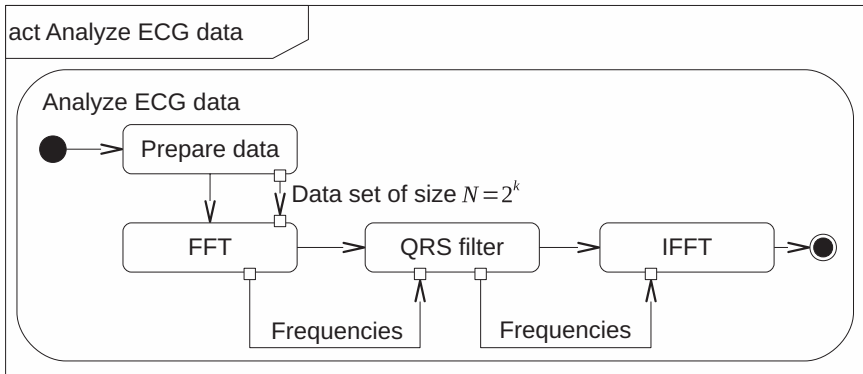 act Analyze ECG data
Analyze ECG data
Prepare data
Data set of size N=2^k
FFT
QRS filter
IFFT
Frequencies
Frequencies